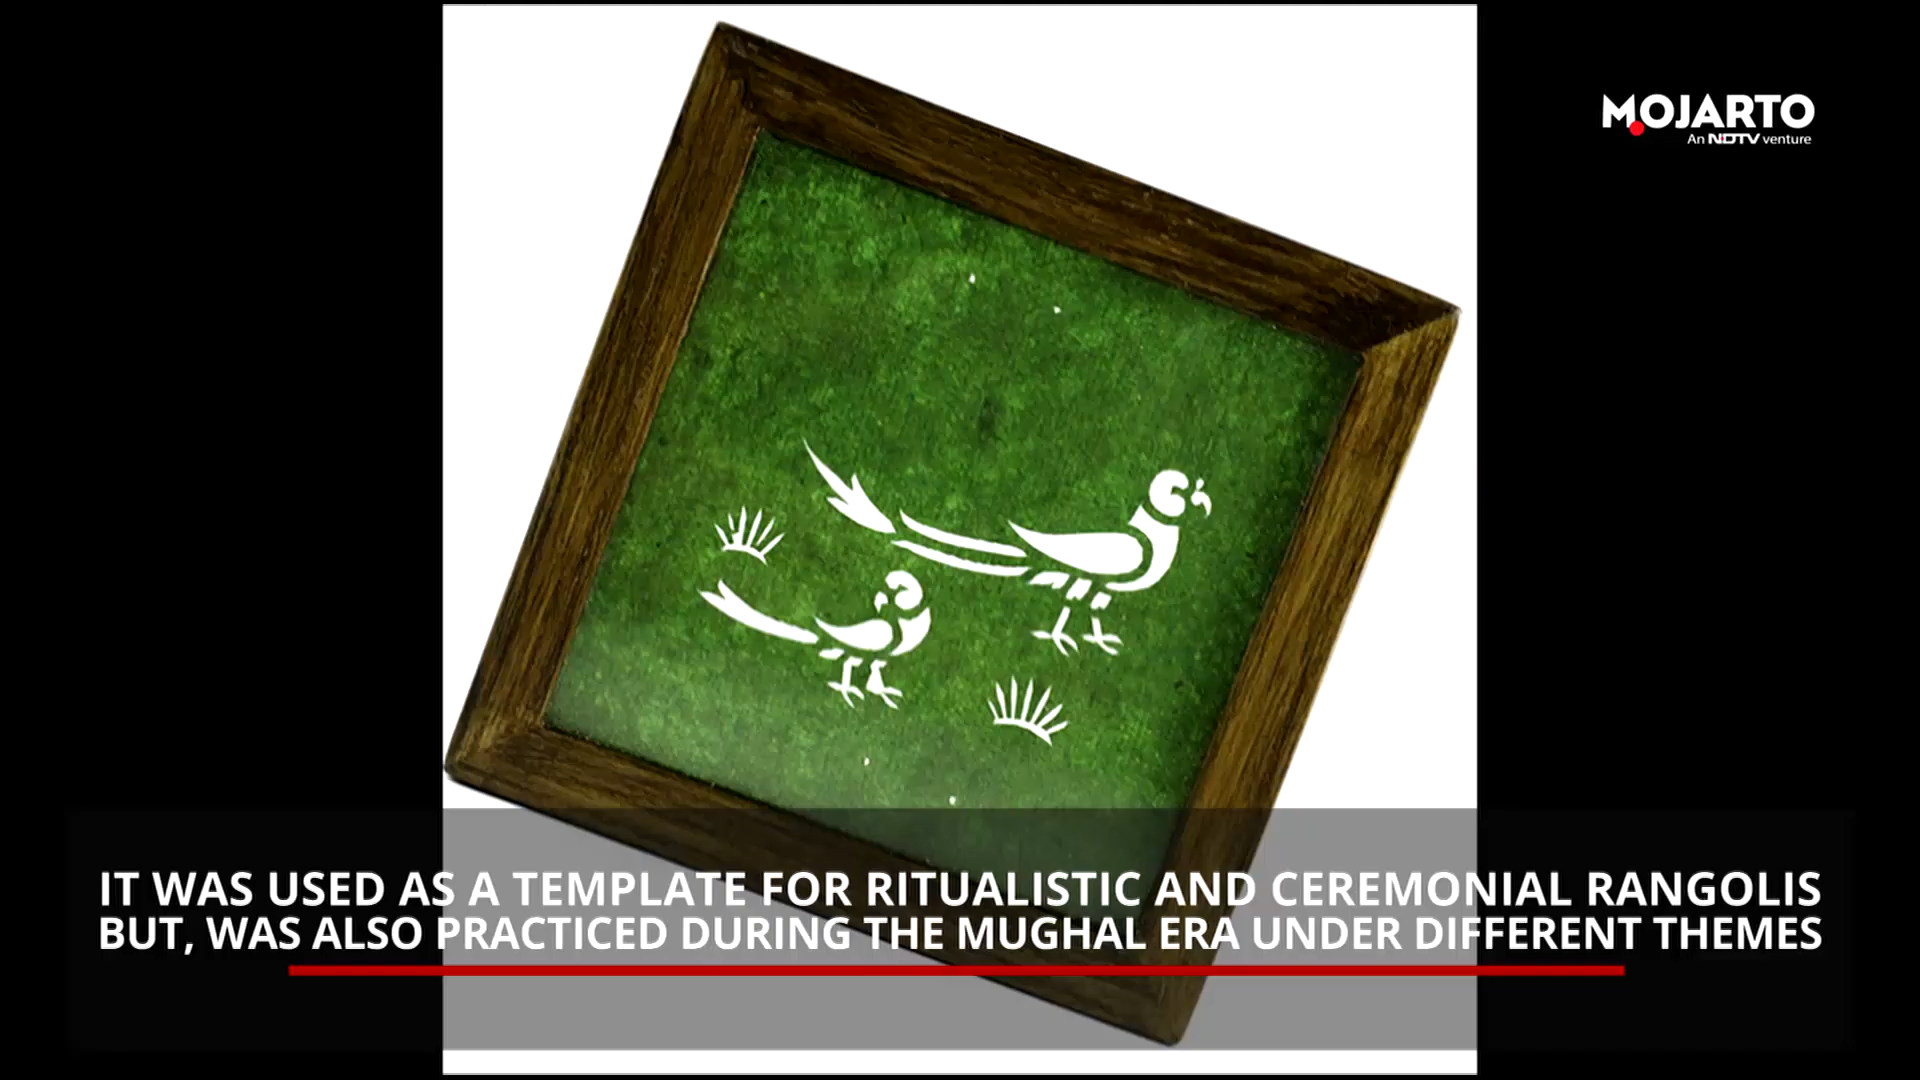 MOJARTO
An NDTV venture
IT WAS USED AS A TEMPLATE FOR RITUALISTIC AND CEREMONIAL RANGOLIS
BUT, WAS ALSO PRACTICED DURING THE MUGHAL ERA UNDER DIFFERENT THEMES